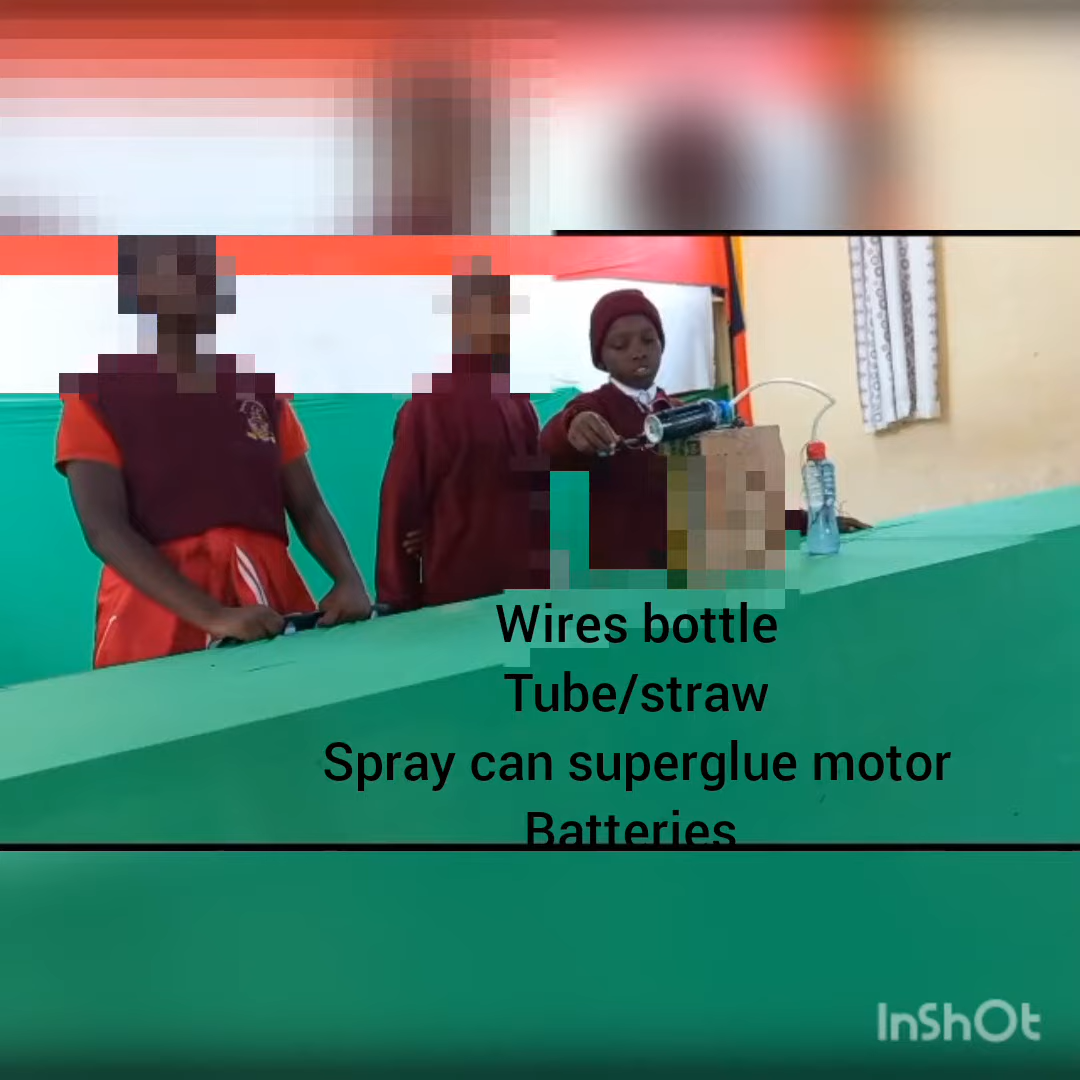 Wires bottle
Tube/straw
Spray can superglue motor
Batteries
InShOt